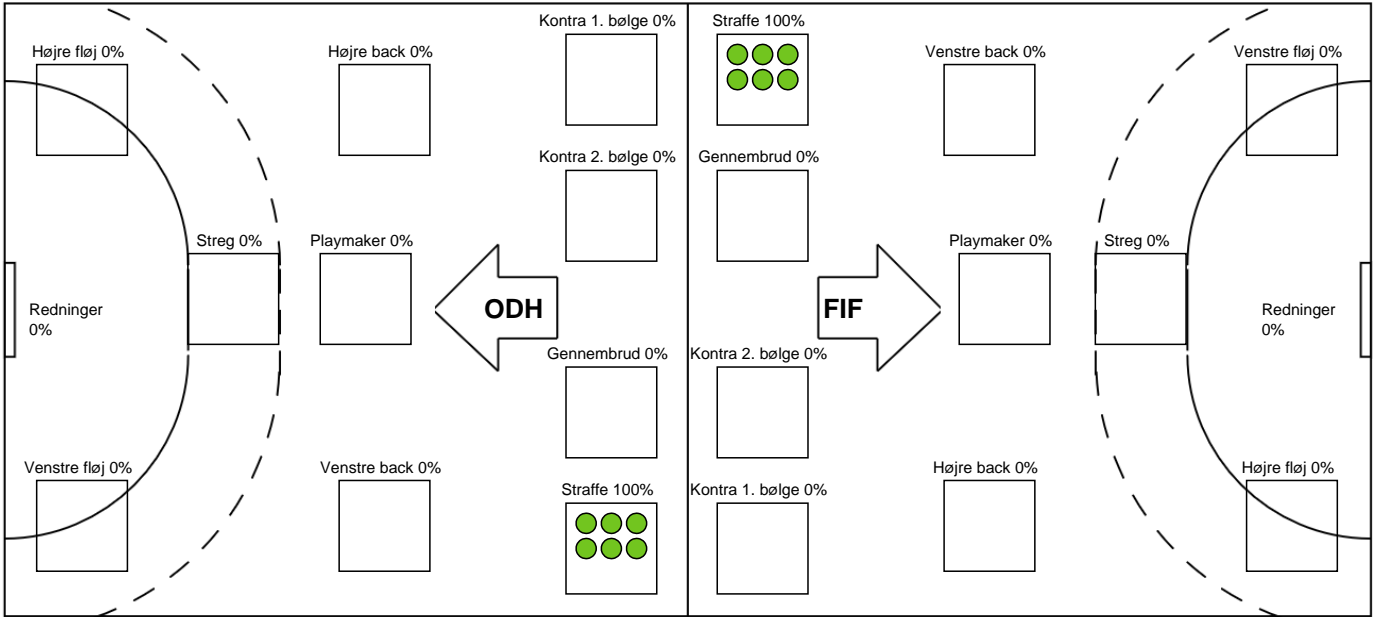 Kontra 1. bølge 0%
Straffe 100%
Højre fløj 0%
Højre back 0%
Venstre back 0%
Venstre fløj 0%
Kontra 2. bølge 0%
Gennembrud 0%
Streg 0%
Playmaker 0%
Playmaker 0%
Streg 0%
Redninger
0%
ODH
FIF
Redninger
0%
Gennembrud 0%
Kontra 2. bølge 0%
Venstre fløj 0%
Venstre back 0%
Højre back 0%
Højre fløj 0%
Straffe 100%
Kontra 1. bølge 0%